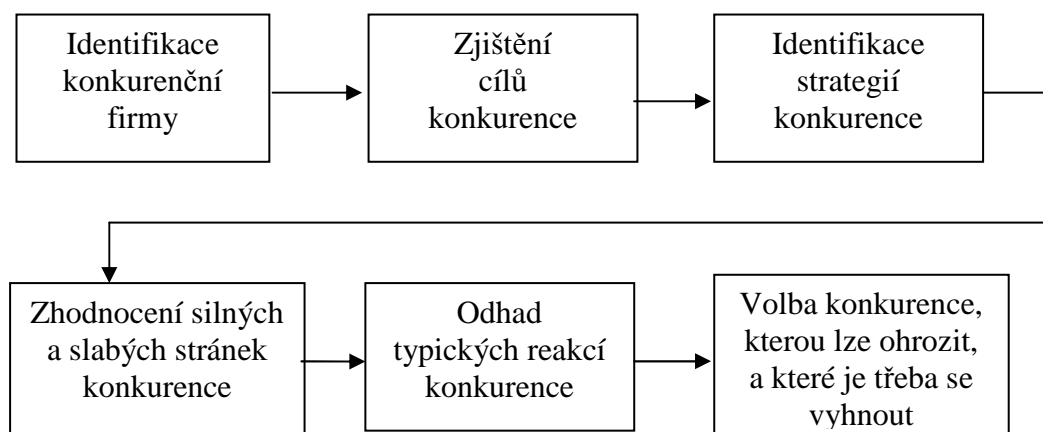 Identifikace
konkurenční
firmy
Zjištění
cílů
konkurence
Identifikace
strategií
konkurence
Zhodnocení silných
a slabých stránek
konkurence
Odhad
typických reakcí
konkurence
Volba konkurence,
kterou lze ohrozit,
a které je třeba se
vyhnout